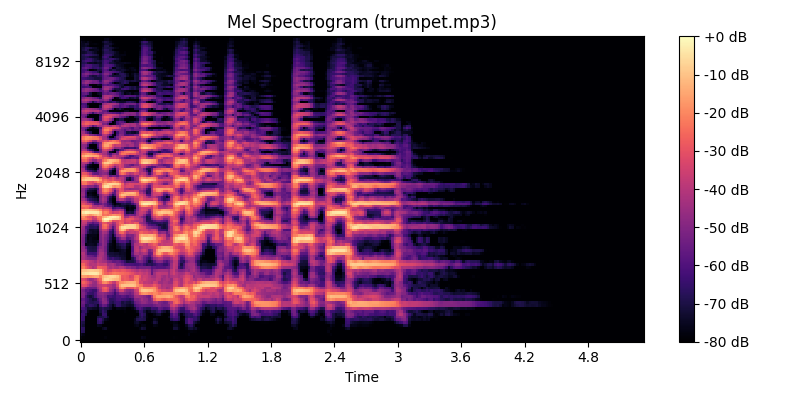 Mel Spectrogram (trumpet.mp3)
Hz
8192
4096
2048
1024
512
0
0 0.6 1.2 1.8 2.4 3 3.6 4.2 4.8
Time
+0 dB
-10 dB
-20 dB
-30 dB
-40 dB
-50 dB
-60 dB
-70 dB
-80 dB